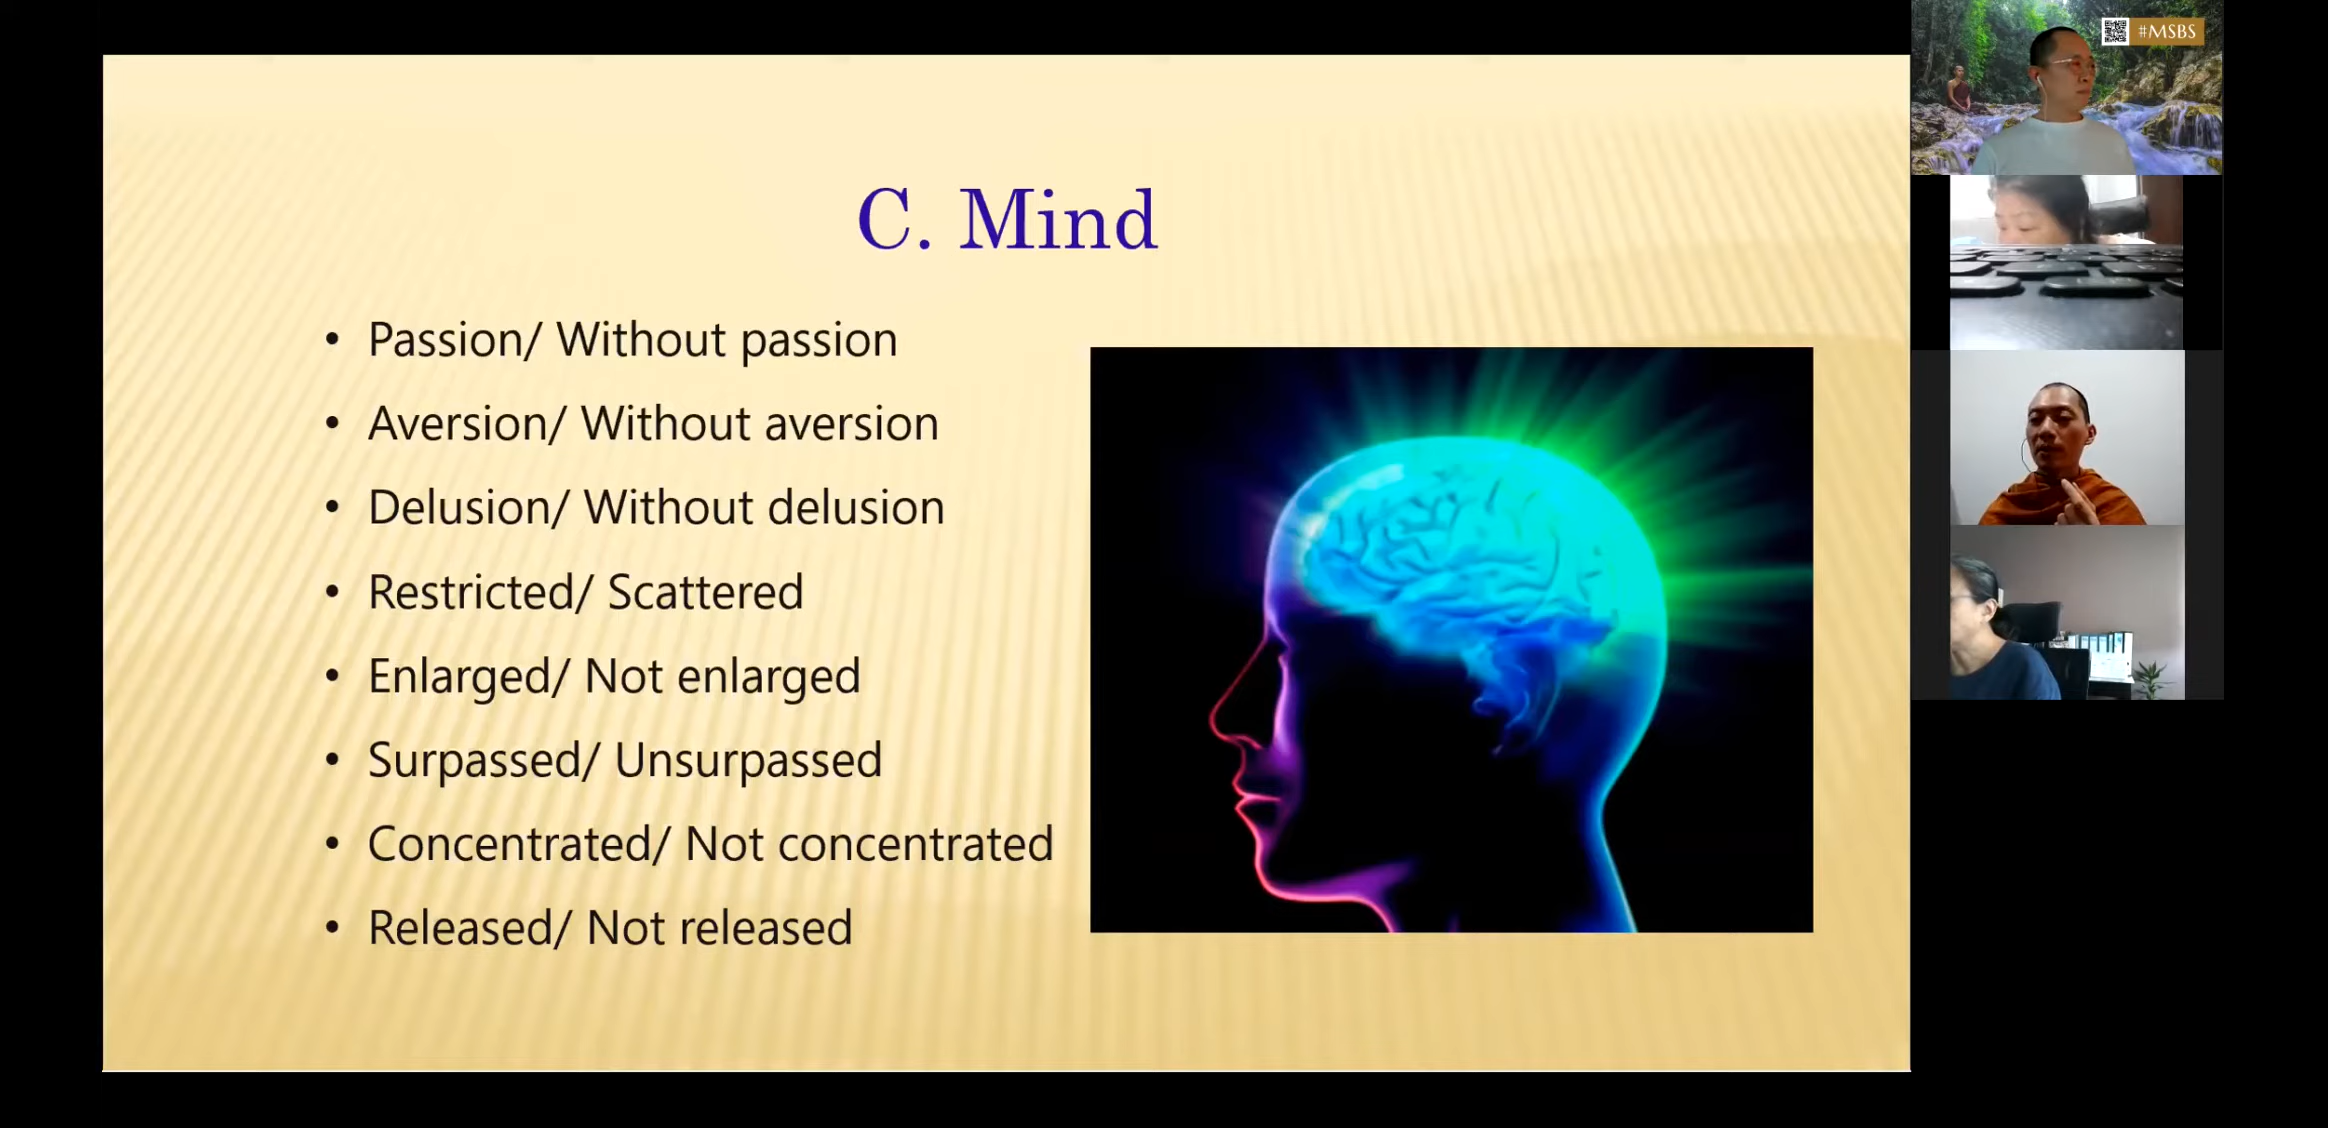 #MSBS
C. Mind
• Passion/ Without passion
• Aversion/ Without aversion
• Delusion/ Without delusion
• Restricted/ Scattered
• Enlarged/ Not enlarged
• Surpassed/ Unsurpassed
• Concentrated/ Not concentrated
• Released/ Not released